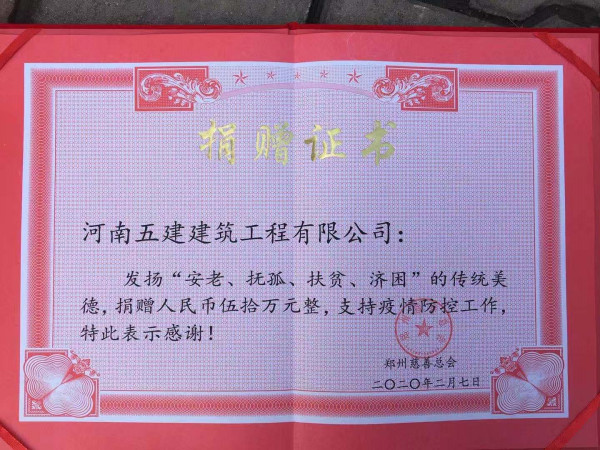 捐赠证书
河南五建建筑工程有限公司：
发扬“安老、抚孤、扶贫、济困”的传统美
德，捐赠人民币伍拾万元整，支持疫情防控工作，
特此表示感谢！
郑州慈善总会
二〇二〇年二月七日